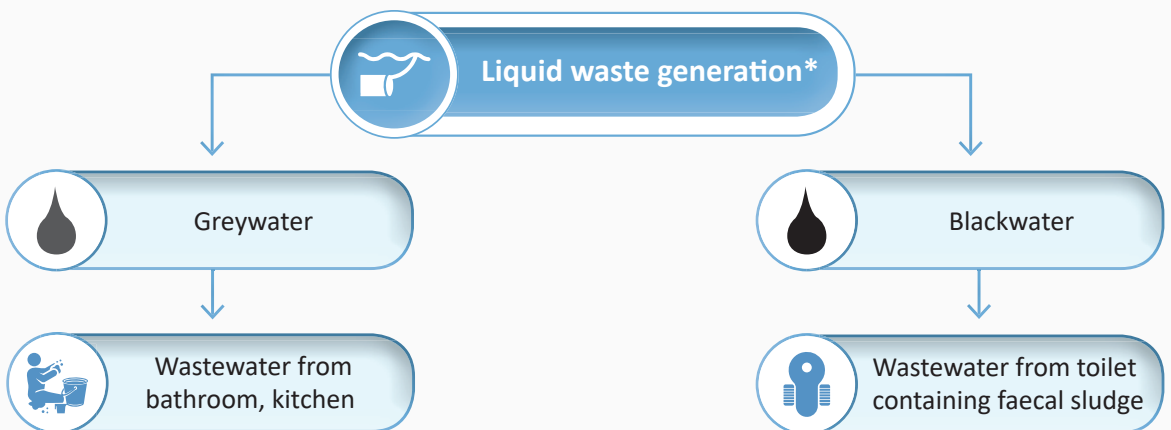 Liquid waste generation*
Greywater
Blackwater
Wastewater from
bathroom, kitchen
Wastewater from toilet
containing faecal sludge